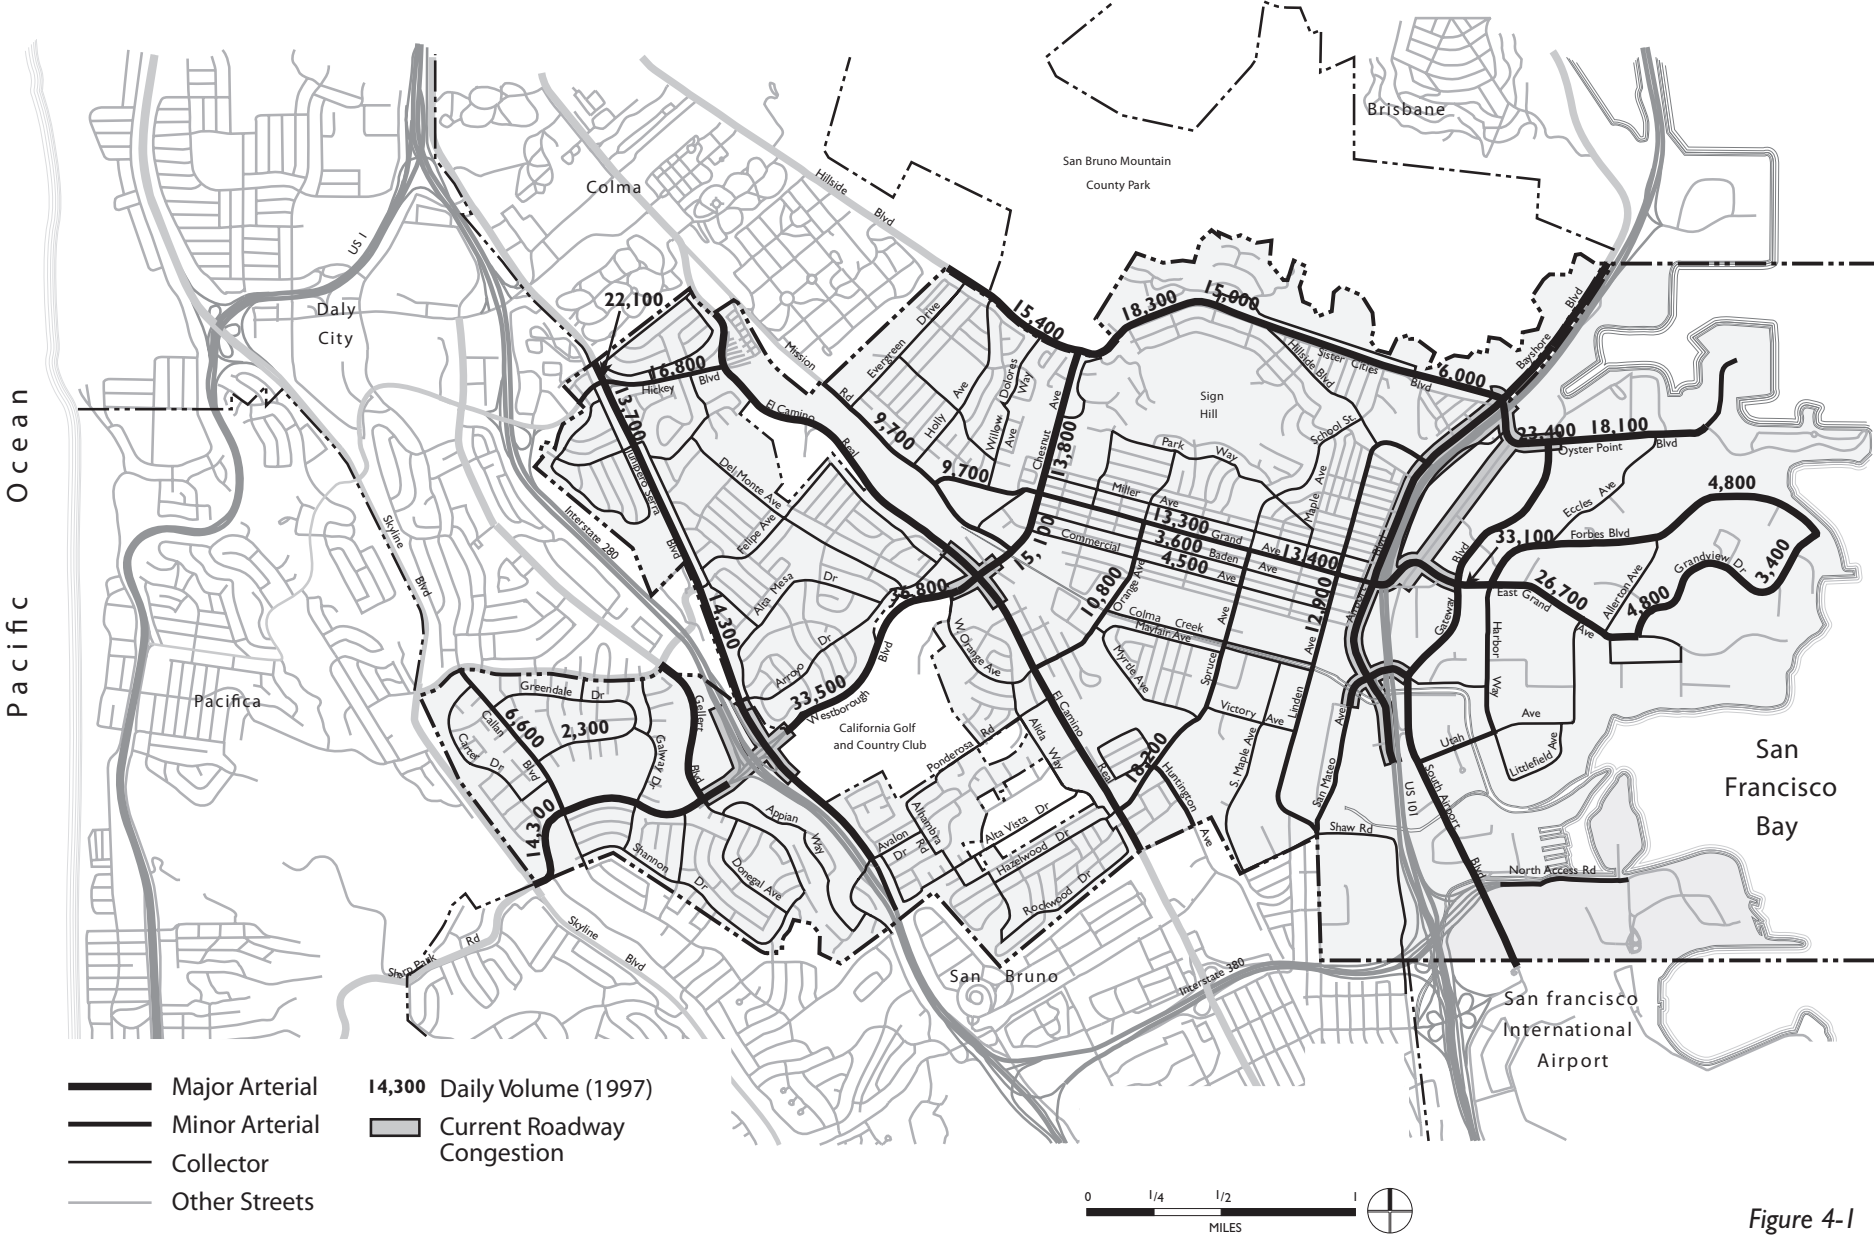 Brisbane
San Bruno Mountain
County Park
Colma
Hillside
Blvd
US 1
Daly
City
22,100
15,400
18,300
15,000
Bayshore
Blvd
Evergreen
Drive
Mission
Rd
16,800
Hickey
Blvd
El Camino
Real
Holly
Ave
Willow
Ave
Dolores
Way
Chesnut
Ave
13,800
Sign
Hill
Hillside Blvd
Sister Cities
Blvd
6,000
School St.
13,700
Junipero Serra
Blvd
9,700
9,700
Park
Way
23,400
18,100
Oyster Point
Blvd
Pacific Ocean
Del Monte Ave
Felipe Ave
Miller
Ave
Maple Ave
Eccles Ave
4,800
Skyline
Blvd
Interstate 280
Alta Mesa
Dr
15,100
Commercial
13,300
Grand
Ave
3,600
Baden
Ave
4,500
Ave
13,400
33,100
Forbes Blvd
Grandview Dr
3,400
14,300
36,800
10,800
Orange Ave
12,900
Airport
Blvd
Gateway
Blvd
East Grand
Ave
26,700
Allerton Ave
4,800
Colma Creek
Mayfair Ave
Myrtle Ave
Spruce
Ave
Linden
Ave
Harbor
Way
Arroyo
Dr
33,500
Westborough
Blvd
W. Orange Ave
Pacifica
Greendale Dr
Callan
Blvd
6,600
2,300
Carter
Dr
Galway Dr
Gellert
Blvd
California Golf
and Country Club
Ponderosa Rd
Alida
Way
El Camino
Real
Victory Ave
S. Maple Ave
San Mateo
Ave
Utah
Ave
Littlefield Ave
San
Francisco
Bay
18,200
Huntington
Ave
US 101
South Airport
Blvd
14,300
Appian
Way
Alhambra
Rd
Avalon
Dr
Alta Vista Dr
Hazelwood Dr
Rockwood Dr
Shannon
Dr
Donegal Ave
Shaw Rd
North Access Rd
Skyline
Blvd
Sharp Park
Rd
San Bruno
Interstate 380
San francisco
International
Airport
Major Arterial
Minor Arterial
Collector
Other Streets
14,300 Daily Volume (1997)
Current Roadway
Congestion
0 1/4 1/2 1
MILES
Figure 4-1